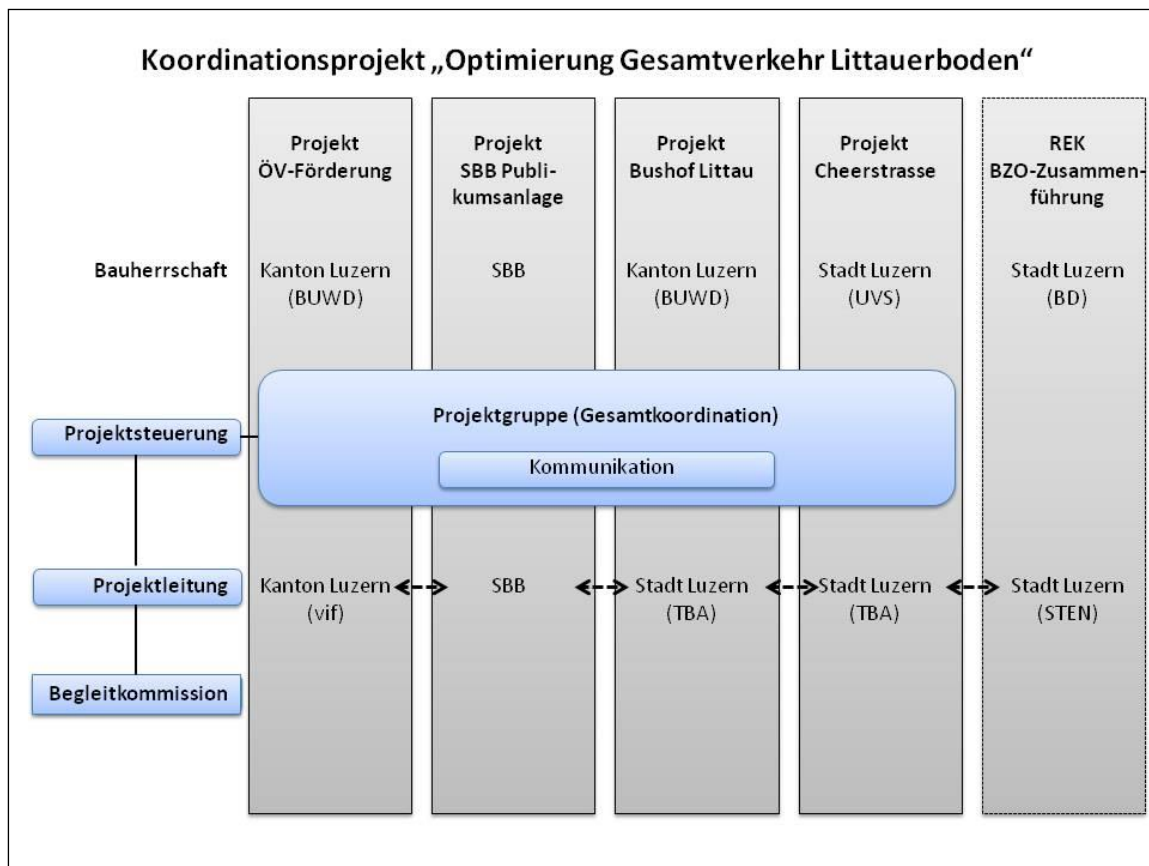 Koordinationsprojekt „Optimierung Gesamtverkehr Littauerboden“
Projekt
ÖV-Förderung
Projekt
SBB Publi-
kumsanlage
Projekt
Bushof Littau
Projekt
Cheerstrasse
REK
BZO-Zusammen-
führung
Bauherrschaft
Kanton Luzern
(BUWD)
SBB
Kanton Luzern
(BUWD)
Stadt Luzern
(UVS)
Stadt Luzern
(BD)
Projektsteuerung
Projektgruppe (Gesamtkoordination)
Kommunikation
Projektleitung
Kanton Luzern
(vif)
SBB
Stadt Luzern
(TBA)
Stadt Luzern
(TBA)
Stadt Luzern
(STEN)
Begleitkommission